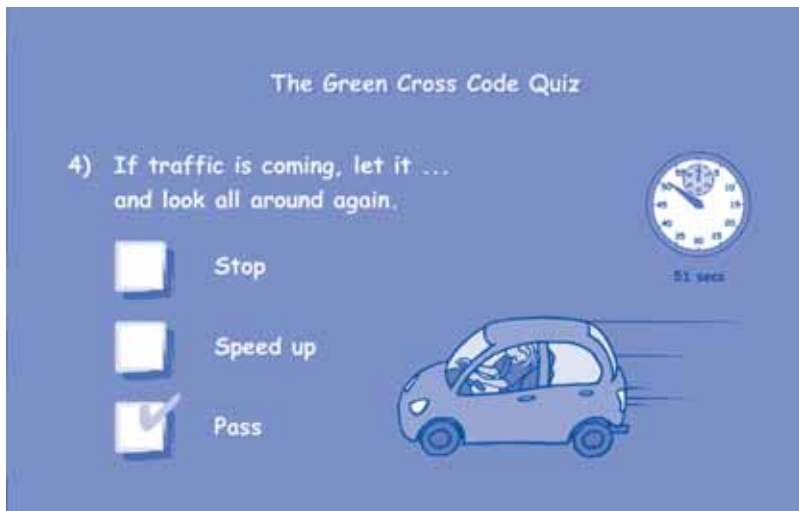 The Green Cross Code Quiz
4) If traffic is coming, let it ...
and look all around again.
Stop
Speed up
Pass
51 secs